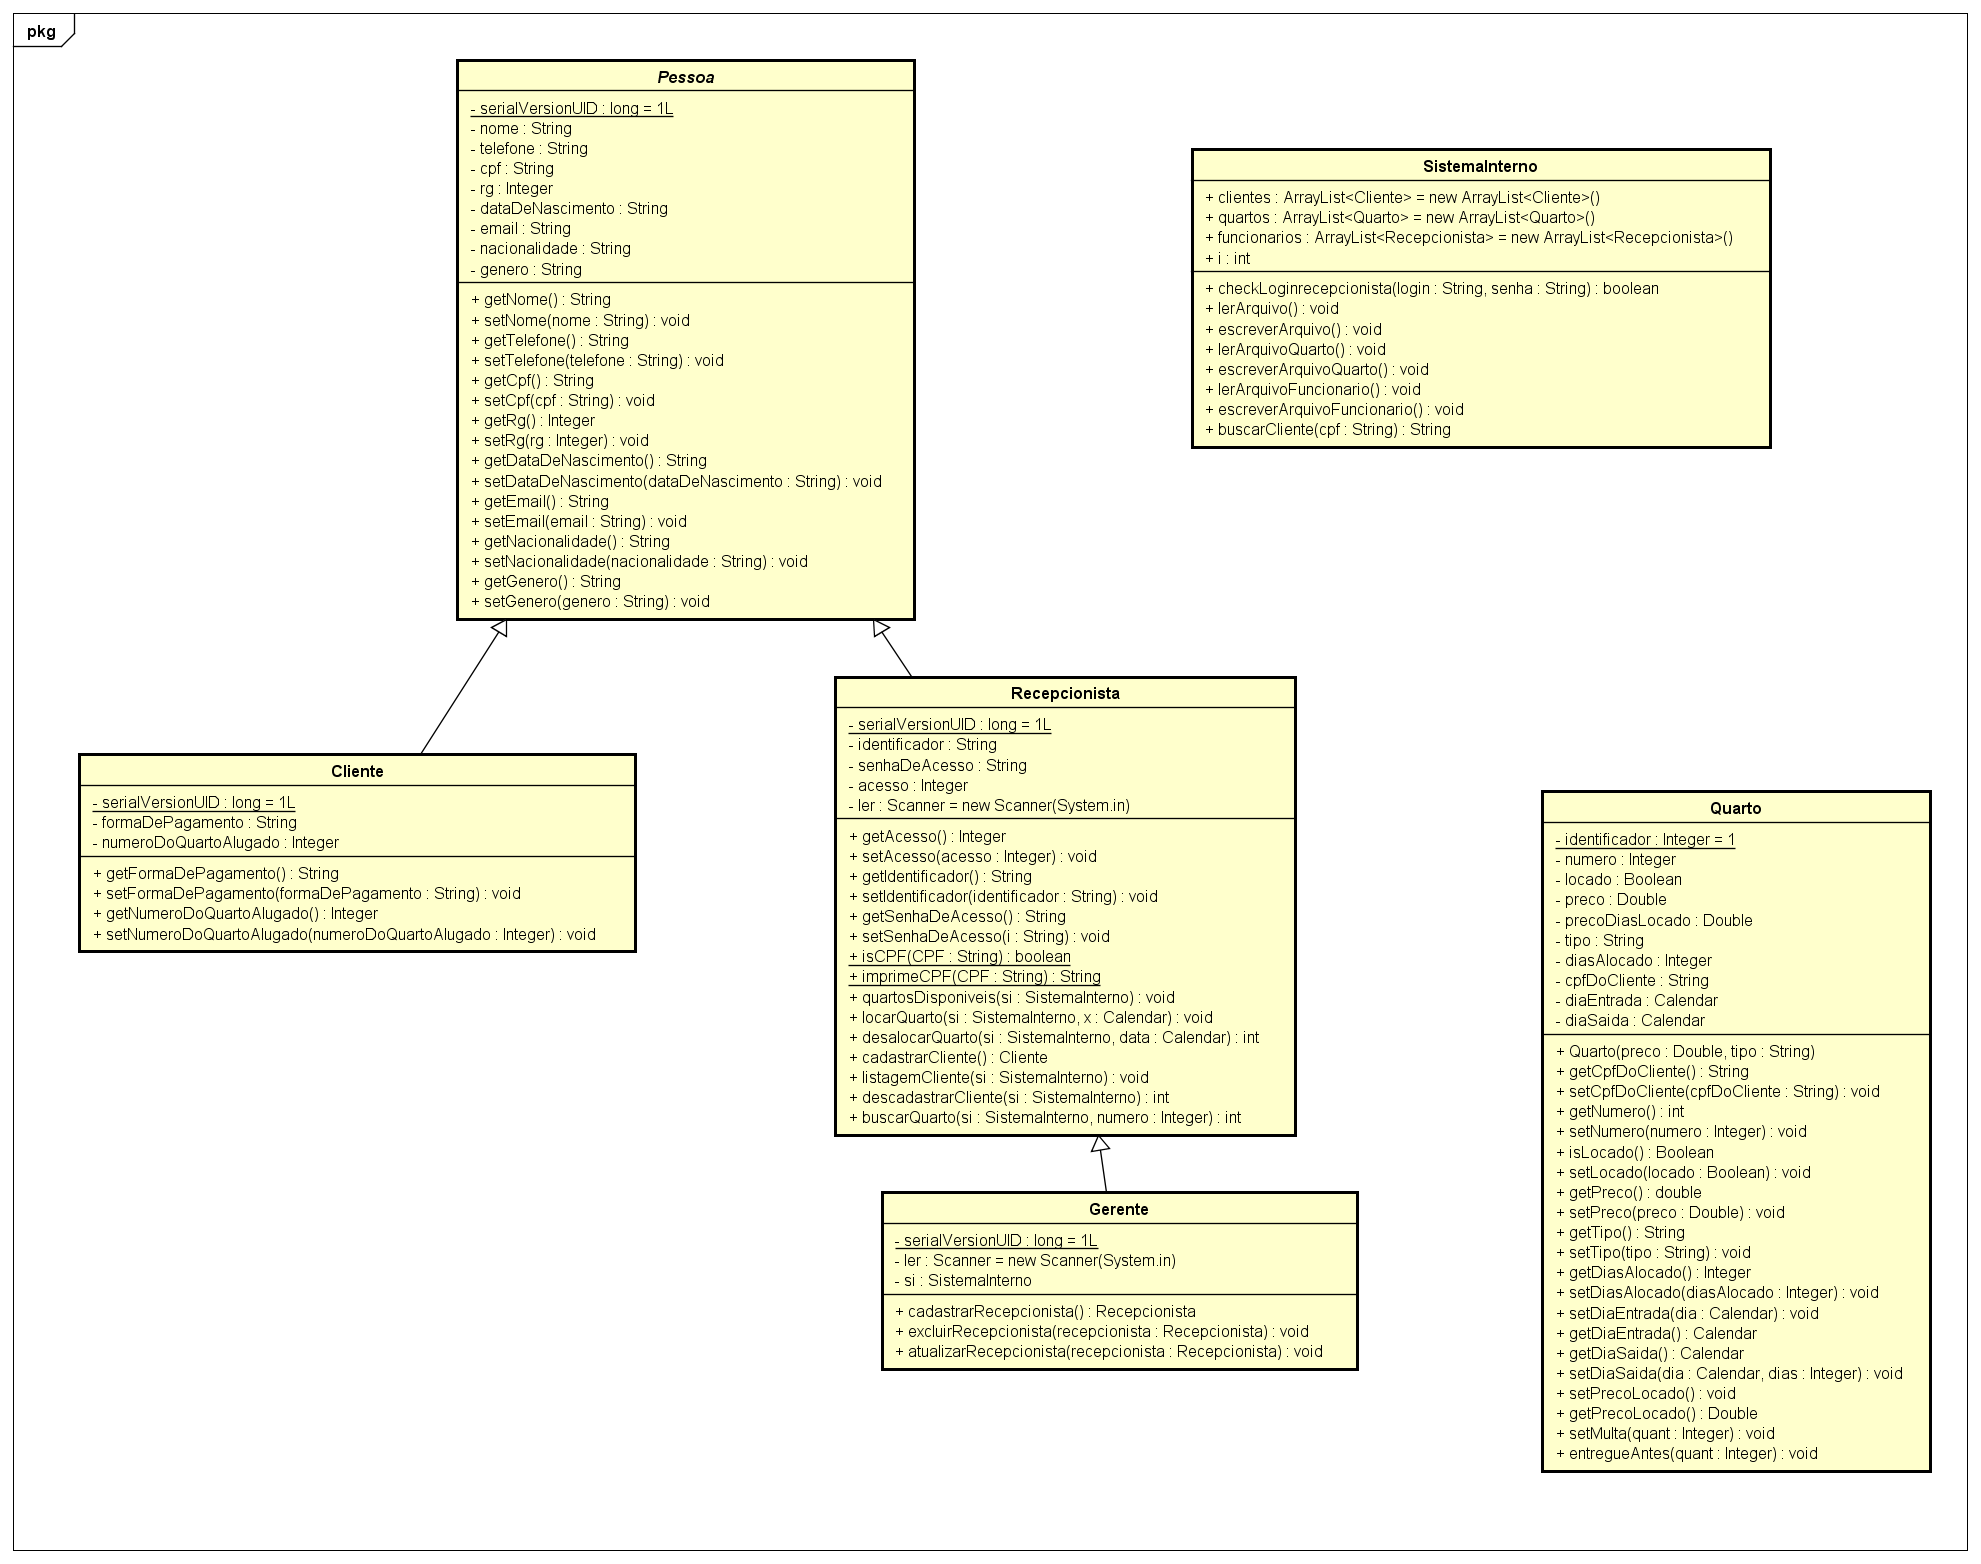 pkg
Pessoa
- serialVersionUID : long = 1L
- nome : String
- telefone : String
- cpf : String
- rg : Integer
- dataDeNascimento : String
- email : String
- nacionalidade : String
- genero : String
+ getNome() : String
+ setNome(nome : String) : void
+ getTelefone() : String
+ setTelefone(telefone : String) : void
+ getCpf() : String
+ setCpf(cpf : String) : void
+ getRg() : Integer
+ setRg(rg : Integer) : void
+ getDataDeNascimento() : String
+ setDataDeNascimento(dataDeNascimento : String) : void
+ getEmail() : String
+ setEmail(email : String) : void
+ getNacionalidade() : String
+ setNacionalidade(nacionalidade : String) : void
+ getGenero() : String
+ setGenero(genero : String) : void
SistemaInterno
+ clientes : ArrayList<Cliente> = new ArrayList<Cliente>()
+ quartos : ArrayList<Quarto> = new ArrayList<Quarto>()
+ funcionarios : ArrayList<Recepcionista> = new ArrayList<Recepcionista>()
+ i : int
+ checkLoginrecepcionista(login : String, senha : String) : boolean
+ lerArquivo() : void
+ escreverArquivo() : void
+ lerArquivoQuarto() : void
+ escreverArquivoQuarto() : void
+ lerArquivoFuncionario() : void
+ escreverArquivoFuncionario() : void
+ buscarCliente(cpf : String) : String
Cliente
- serialVersionUID : long = 1L
- formaDePagamento : String
- numeroDoQuartoAlugado : Integer
+ getFormaDePagamento() : String
+ setFormaDePagamento(formaDePagamento : String) : void
+ getNumeroDoQuartoAlugado() : Integer
+ setNumeroDoQuartoAlugado(numeroDoQuartoAlugado : Integer) : void
Recepcionista
- serialVersionUID : long = 1L
- identificador : String
- senhaDeAcesso : String
- acesso : Integer
- ler : Scanner = new Scanner(System.in)
+ getAcesso() : Integer
+ setAcesso(acesso : Integer) : void
+ getIdentificador() : String
+ setIdentificador(identificador : String) : void
+ getSenhaDeAcesso() : String
+ setSenhaDeAcesso(i : String) : void
+ isCPF(CPF : String) : boolean
+ imprimeCPF(CPF : String) : String
+ quartosDisponiveis(si : SistemaInterno) : void
+ locarQuarto(si : SistemaInterno, x : Calendar) : void
+ desalocarQuarto(si : SistemaInterno, data : Calendar) : int
+ cadastrarCliente() : Cliente
+ listagemCliente(si : SistemaInterno) : void
+ descadastrarCliente(si : SistemaInterno) : int
+ buscarQuarto(si : SistemaInterno, numero : Integer) : int
Gerente
- serialVersionUID : long = 1L
- ler : Scanner = new Scanner(System.in)
- si : SistemaInterno
+ cadastrarRecepcionista() : Recepcionista
+ excluirRecepcionista(recepcionista : Recepcionista) : void
+ atualizarRecepcionista(recepcionista : Recepcionista) : void
Quarto
- identificador : Integer = 1
- numero : Integer
- locado : Boolean
- preco : Double
- precoDiasLocado : Double
- tipo : String
- diasAlocado : Integer
- cpfDoCliente : String
- diaEntrada : Calendar
- diaSaida : Calendar
+ Quarto(preco : Double, tipo : String)
+ getCpfDoCliente() : String
+ setCpfDoCliente(cpfDoCliente : String) : void
+ getNumero() : int
+ setNumero(numero : Integer) : void
+ isLocado() : Boolean
+ setLocado(locado : Boolean) : void
+ getPreco() : double
+ setPreco(preco : Double) : void
+ getTipo() : String
+ setTipo(tipo : String) : void
+ getDiasAlocado() : Integer
+ setDiasAlocado(diasAlocado : Integer) : void
+ setDiaEntrada(dia : Calendar) : void
+ getDiaEntrada() : Calendar
+ getDiaSaida() : Calendar
+ setDiaSaida(dia : Calendar, dias : Integer) : void
+ setPrecoLocado() : void
+ getPrecoLocado() : Double
+ setMulta(quant : Integer) : void
+ entregueAntes(quant : Integer) : void